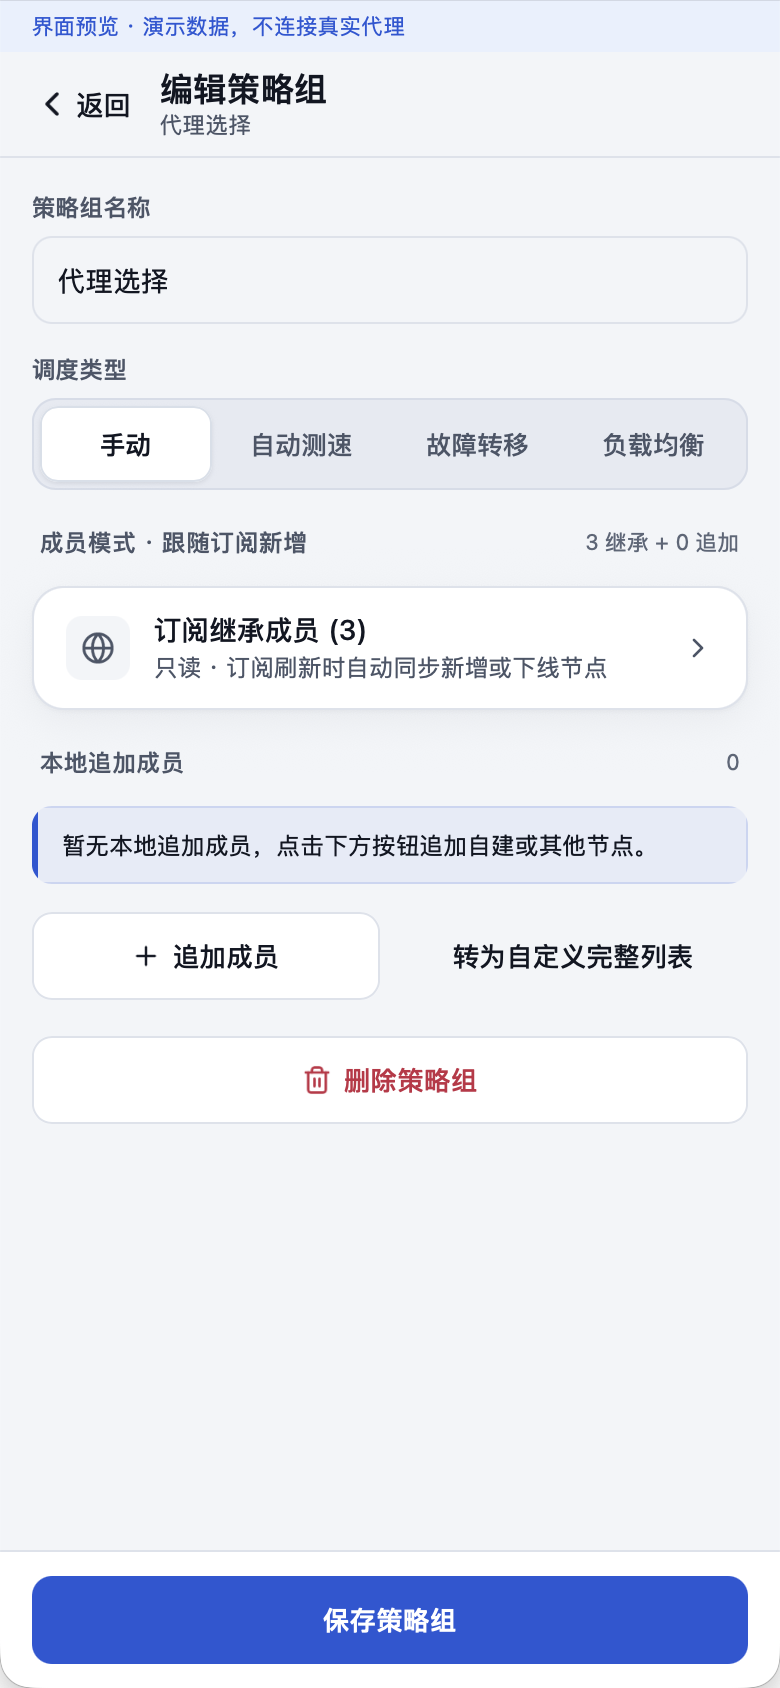 界面预览 · 演示数据，不连接真实代理
返回
编辑策略组
代理选择
策略组名称
代理选择
调度类型
手动 自动测速 故障转移 负载均衡
成员模式 · 跟随订阅新增 3 继承 + 0 追加
订阅继承成员 (3)
只读 · 订阅刷新时自动同步新增或下线节点
本地追加成员 0
暂无本地追加成员，点击下方按钮追加自建或其他节点。
追加成员 转为自定义完整列表
删除策略组
保存策略组